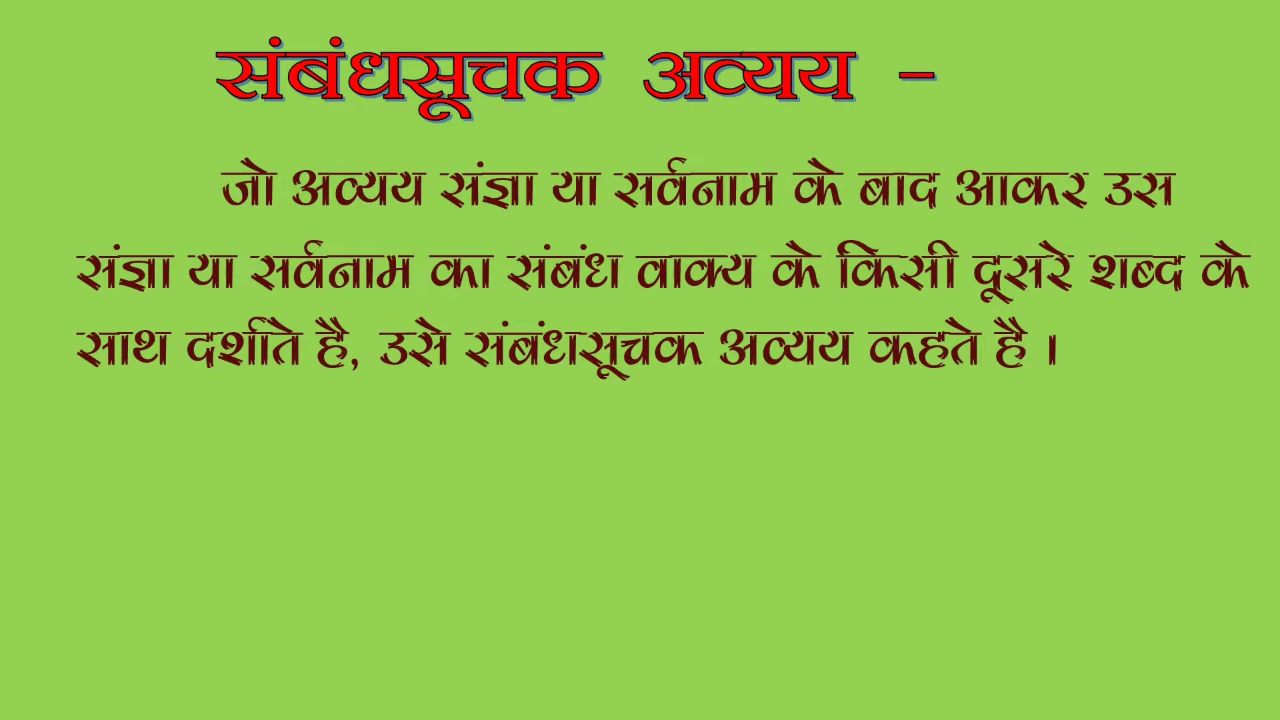 संबंधसूचक अव्यय –
जो अव्यय संज्ञा या सर्वनाम के बाद आकर उस
संज्ञा या सर्वनाम का संबंध वाक्य के किसी दूसरे शब्द के
साथ दर्शाते है, उसे संबंधसूचक अव्यय कहते है ।